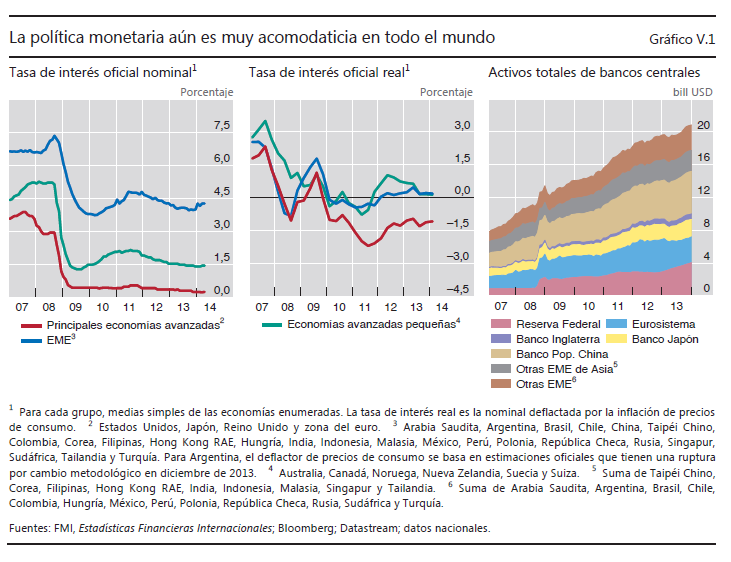 La política monetaria aún es muy acomodaticia en todo el mundo
Gráfico V.1
Tasa de interés oficial nominal1
Porcentaje
7,5
6,0
4,5
3,0
1,5
0,0
07 08 09 10 11 12 13 14
Tasa de interés oficial real1
Porcentaje
3,0
1,5
0,0
–1,5
–3,0
–4,5
07 08 09 10 11 12 13 14
Activos totales de bancos centrales
bill USD
20
16
12
8
4
0
07 08 09 10 11 12 13
Principales economías avanzadas2
EME3
Economías avanzadas pequeñas4
Reserva Federal
Eurosistema
Banco Inglaterra
Banco Japón
Banco Pop. China
Otras EME de Asia5
Otras EME6
1 Para cada grupo, medias simples de las economías enumeradas. La tasa de interés real es la nominal deflactada por la inflación de precios
de consumo. 2 Estados Unidos, Japón, Reino Unido y zona del euro. 3 Arabia Saudita, Argentina, Brasil, Chile, China, Taipéi Chino,
Colombia, Corea, Filipinas, Hong Kong RAE, Hungría, India, Indonesia, Malasia, México, Perú, Polonia, República Checa, Rusia, Singapur,
Sudáfrica, Tailandia y Turquía. Para Argentina, el deflactor de precios de consumo se basa en estimaciones oficiales que tienen una ruptura
por cambio metodológico en diciembre de 2013. 4 Australia, Canadá, Noruega, Nueva Zelandia, Suecia y Suiza. 5 Suma de Taipéi Chino,
Corea, Filipinas, Hong Kong RAE, India, Indonesia, Malasia, Singapur y Tailandia. 6 Suma de Arabia Saudita, Argentina, Brasil, Chile,
Colombia, Hungría, México, Perú, Polonia, República Checa, Rusia, Sudáfrica y Turquía.
Fuentes: FMI, Estadísticas Financieras Internacionales; Bloomberg; Datastream; datos nacionales.